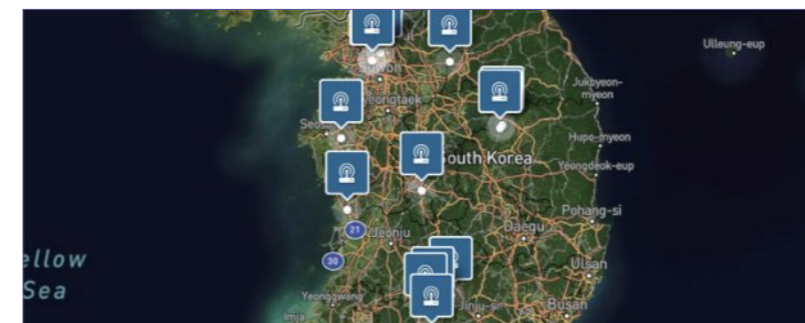 Ulleung-eup
Jukbyeon-
myeon
Hupo-myeon
South Korea
Yeongdeok-eup
Pohang-si
21
Jeonju
Daegu
ellow
Sea
30
Ulsan
Yeonggwang
Jinju-si
Busan
Imja